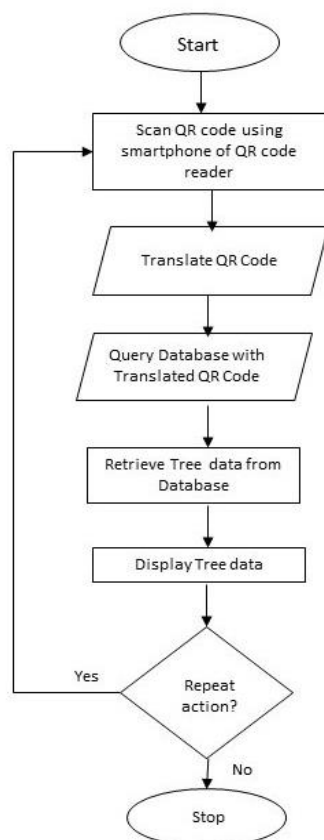 Start
Scan QR code using
smartphone of QR code
reader
Translate QR Code
Query Database with
Translated QR Code
Retrieve Tree data from
Database
Display Tree data
Yes
Repeat
action?
No
Stop